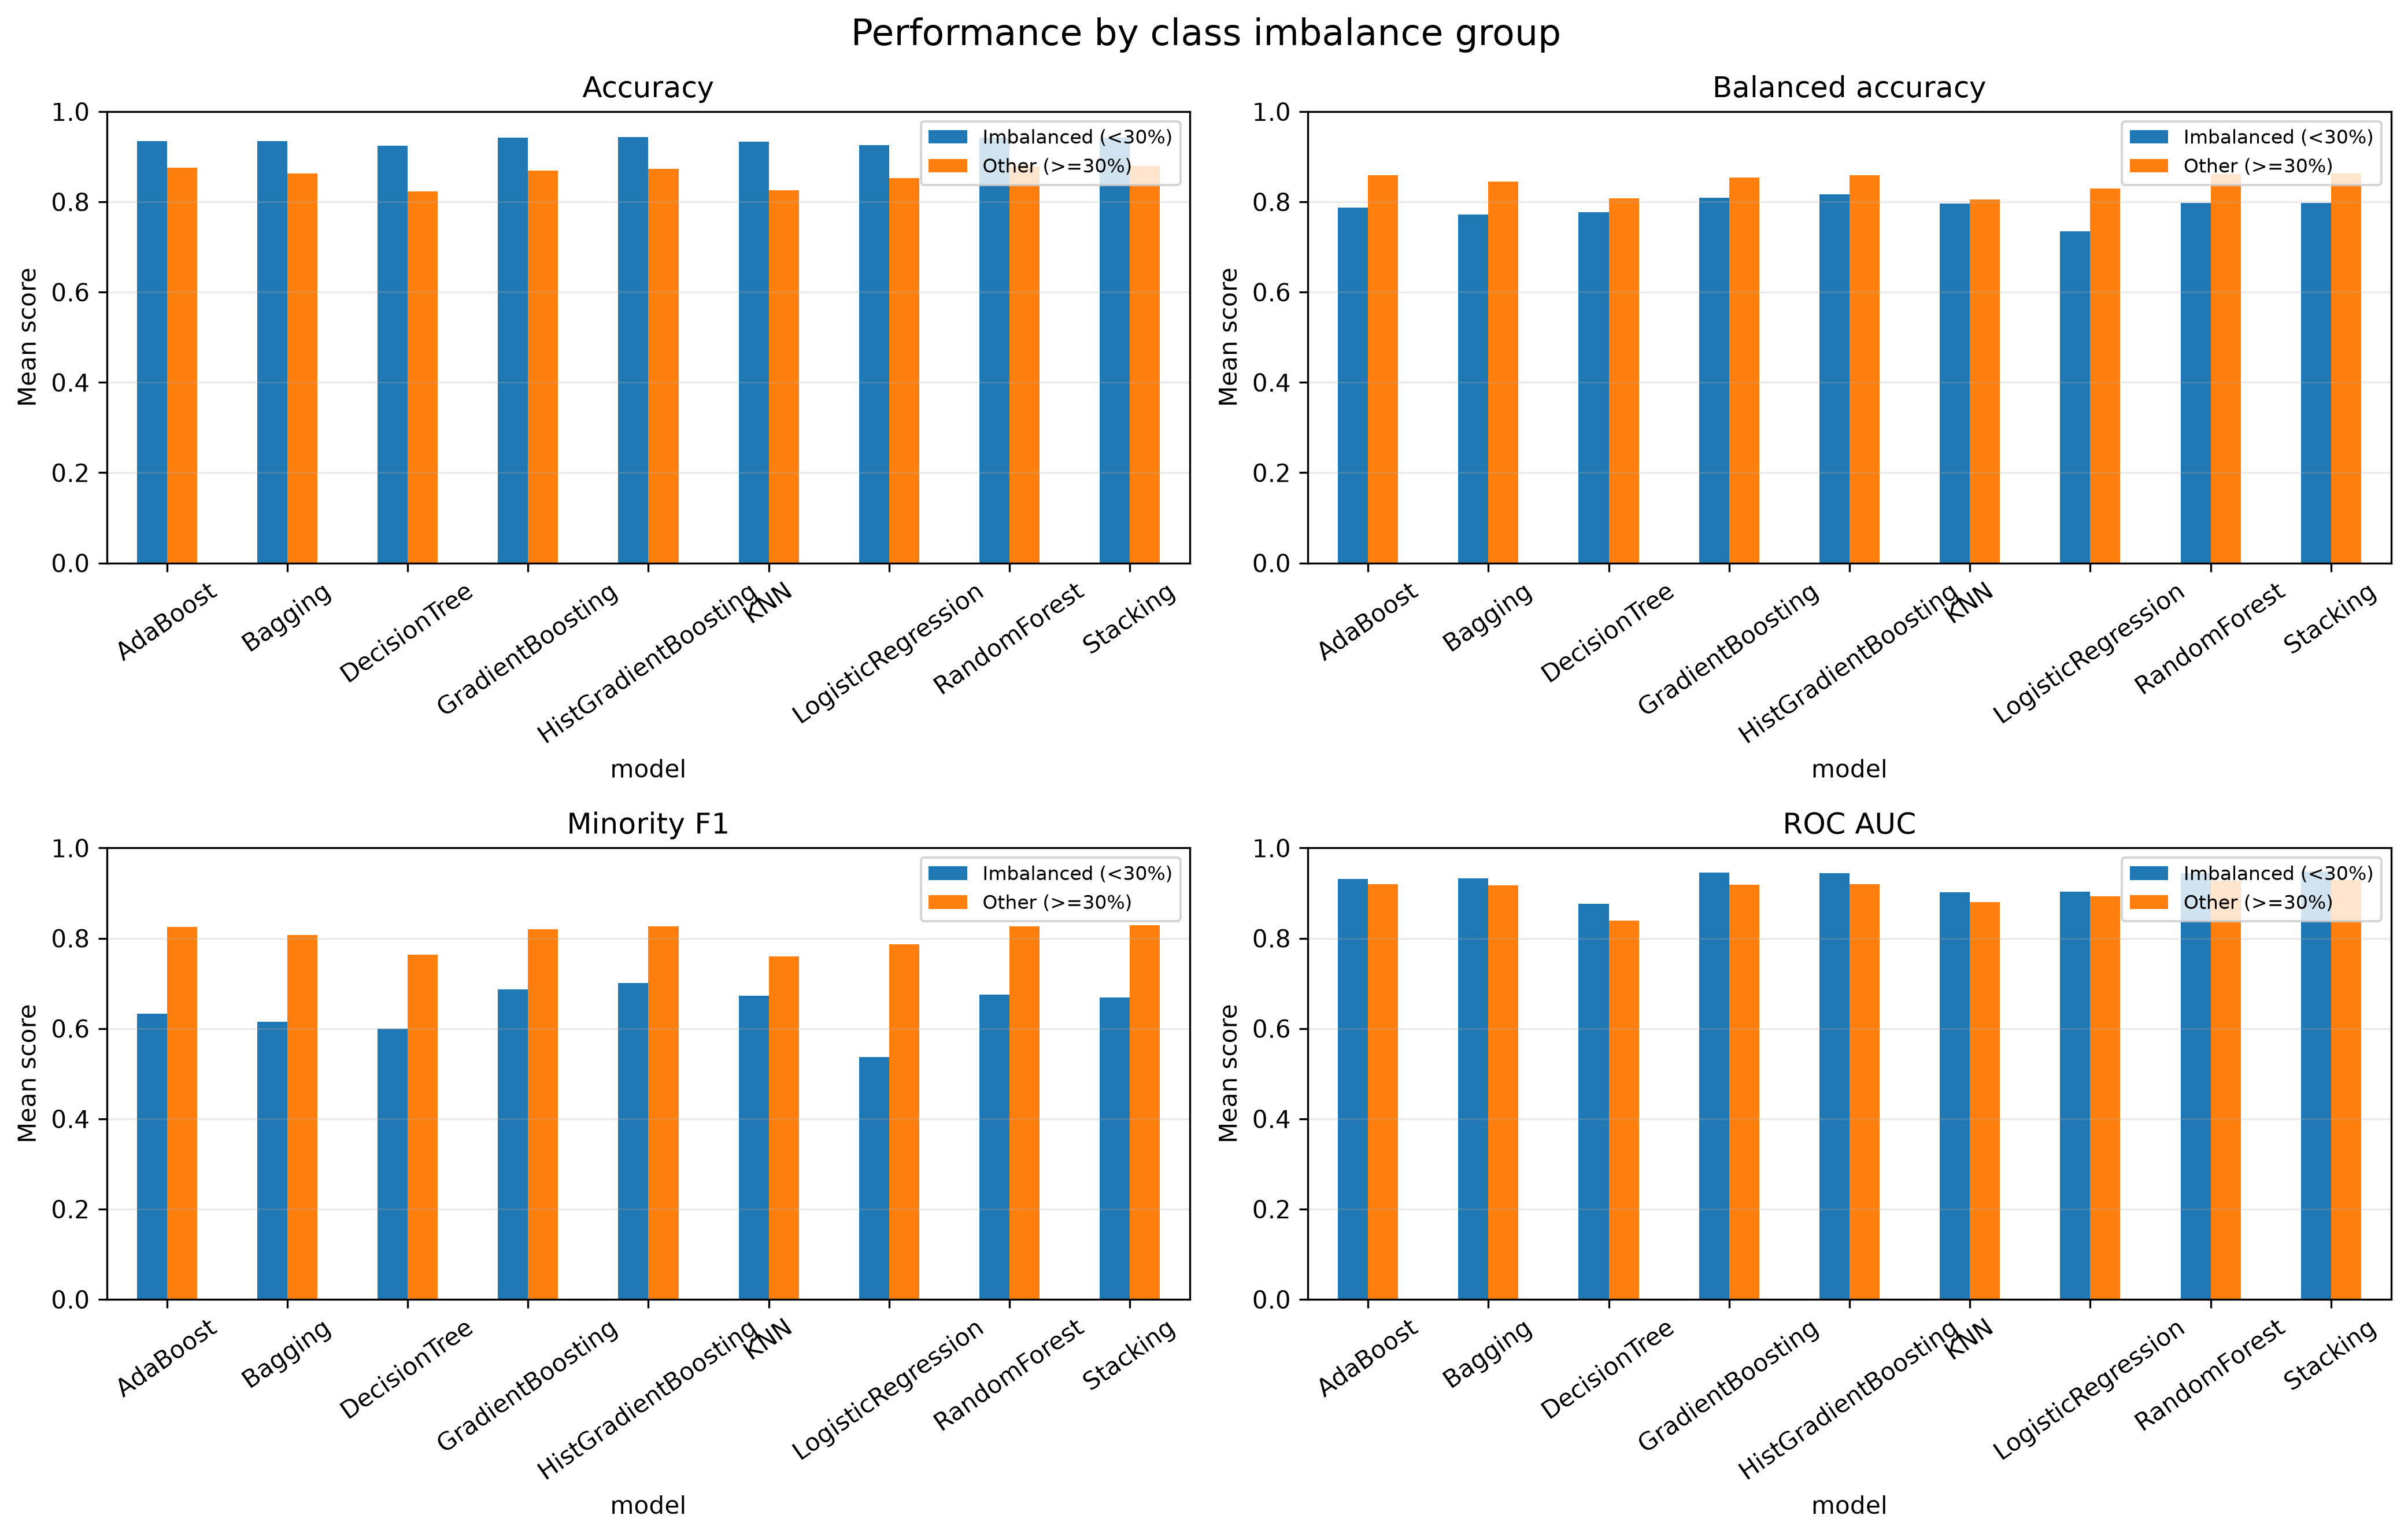 Performance by class imbalance group
Accuracy
Mean score
1.0
0.8
0.6
0.4
0.2
0.0
Imbalanced (<30%)
Other (>=30%)
AdaBoost
Bagging
DecisionTree
GradientBoosting
HistGradientBoosting
KNN
LogisticRegression
RandomForest
Stacking
model
Balanced accuracy
Mean score
1.0
0.8
0.6
0.4
0.2
0.0
Imbalanced (<30%)
Other (>=30%)
AdaBoost
Bagging
DecisionTree
GradientBoosting
HistGradientBoosting
KNN
LogisticRegression
RandomForest
Stacking
model
Minority F1
Mean score
1.0
0.8
0.6
0.4
0.2
0.0
Imbalanced (<30%)
Other (>=30%)
AdaBoost
Bagging
DecisionTree
GradientBoosting
HistGradientBoosting
KNN
LogisticRegression
RandomForest
Stacking
model
ROC AUC
Mean score
1.0
0.8
0.6
0.4
0.2
0.0
Imbalanced (<30%)
Other (>=30%)
AdaBoost
Bagging
DecisionTree
GradientBoosting
HistGradientBoosting
KNN
LogisticRegression
RandomForest
Stacking
model